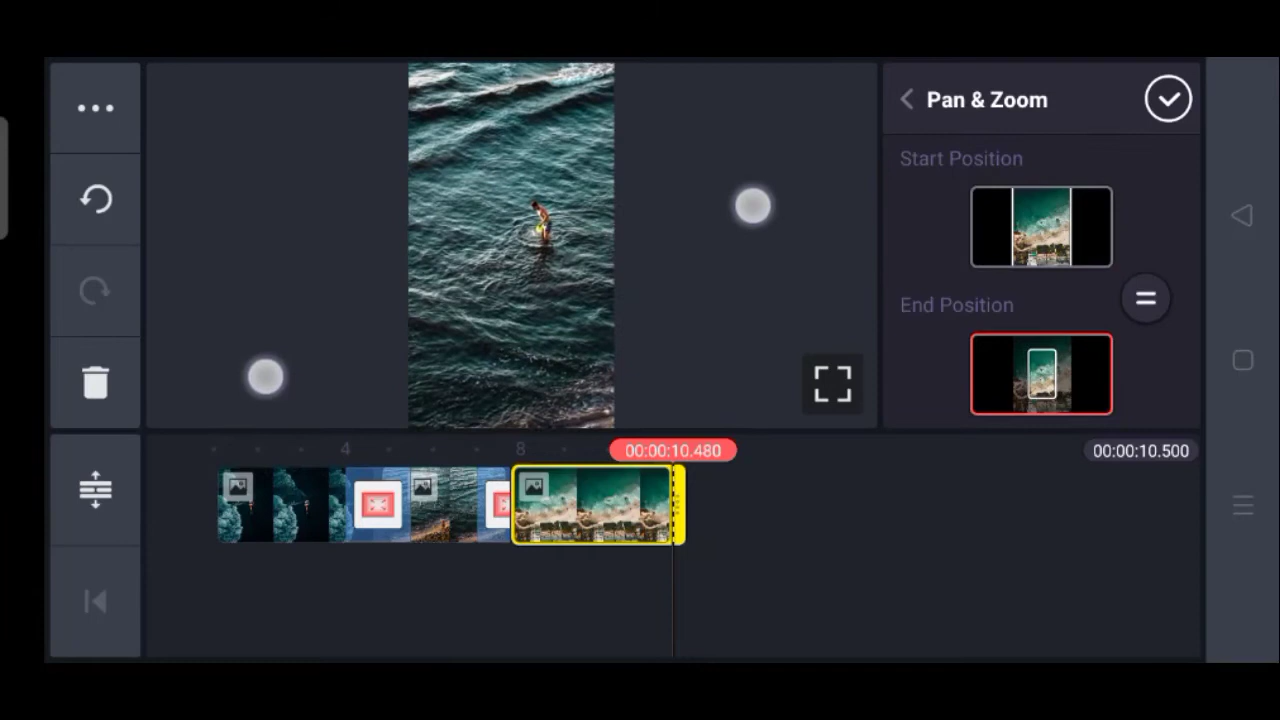 Pan & Zoom
Start Position
End Position
4
8
00:00:10.480
00:00:10.500